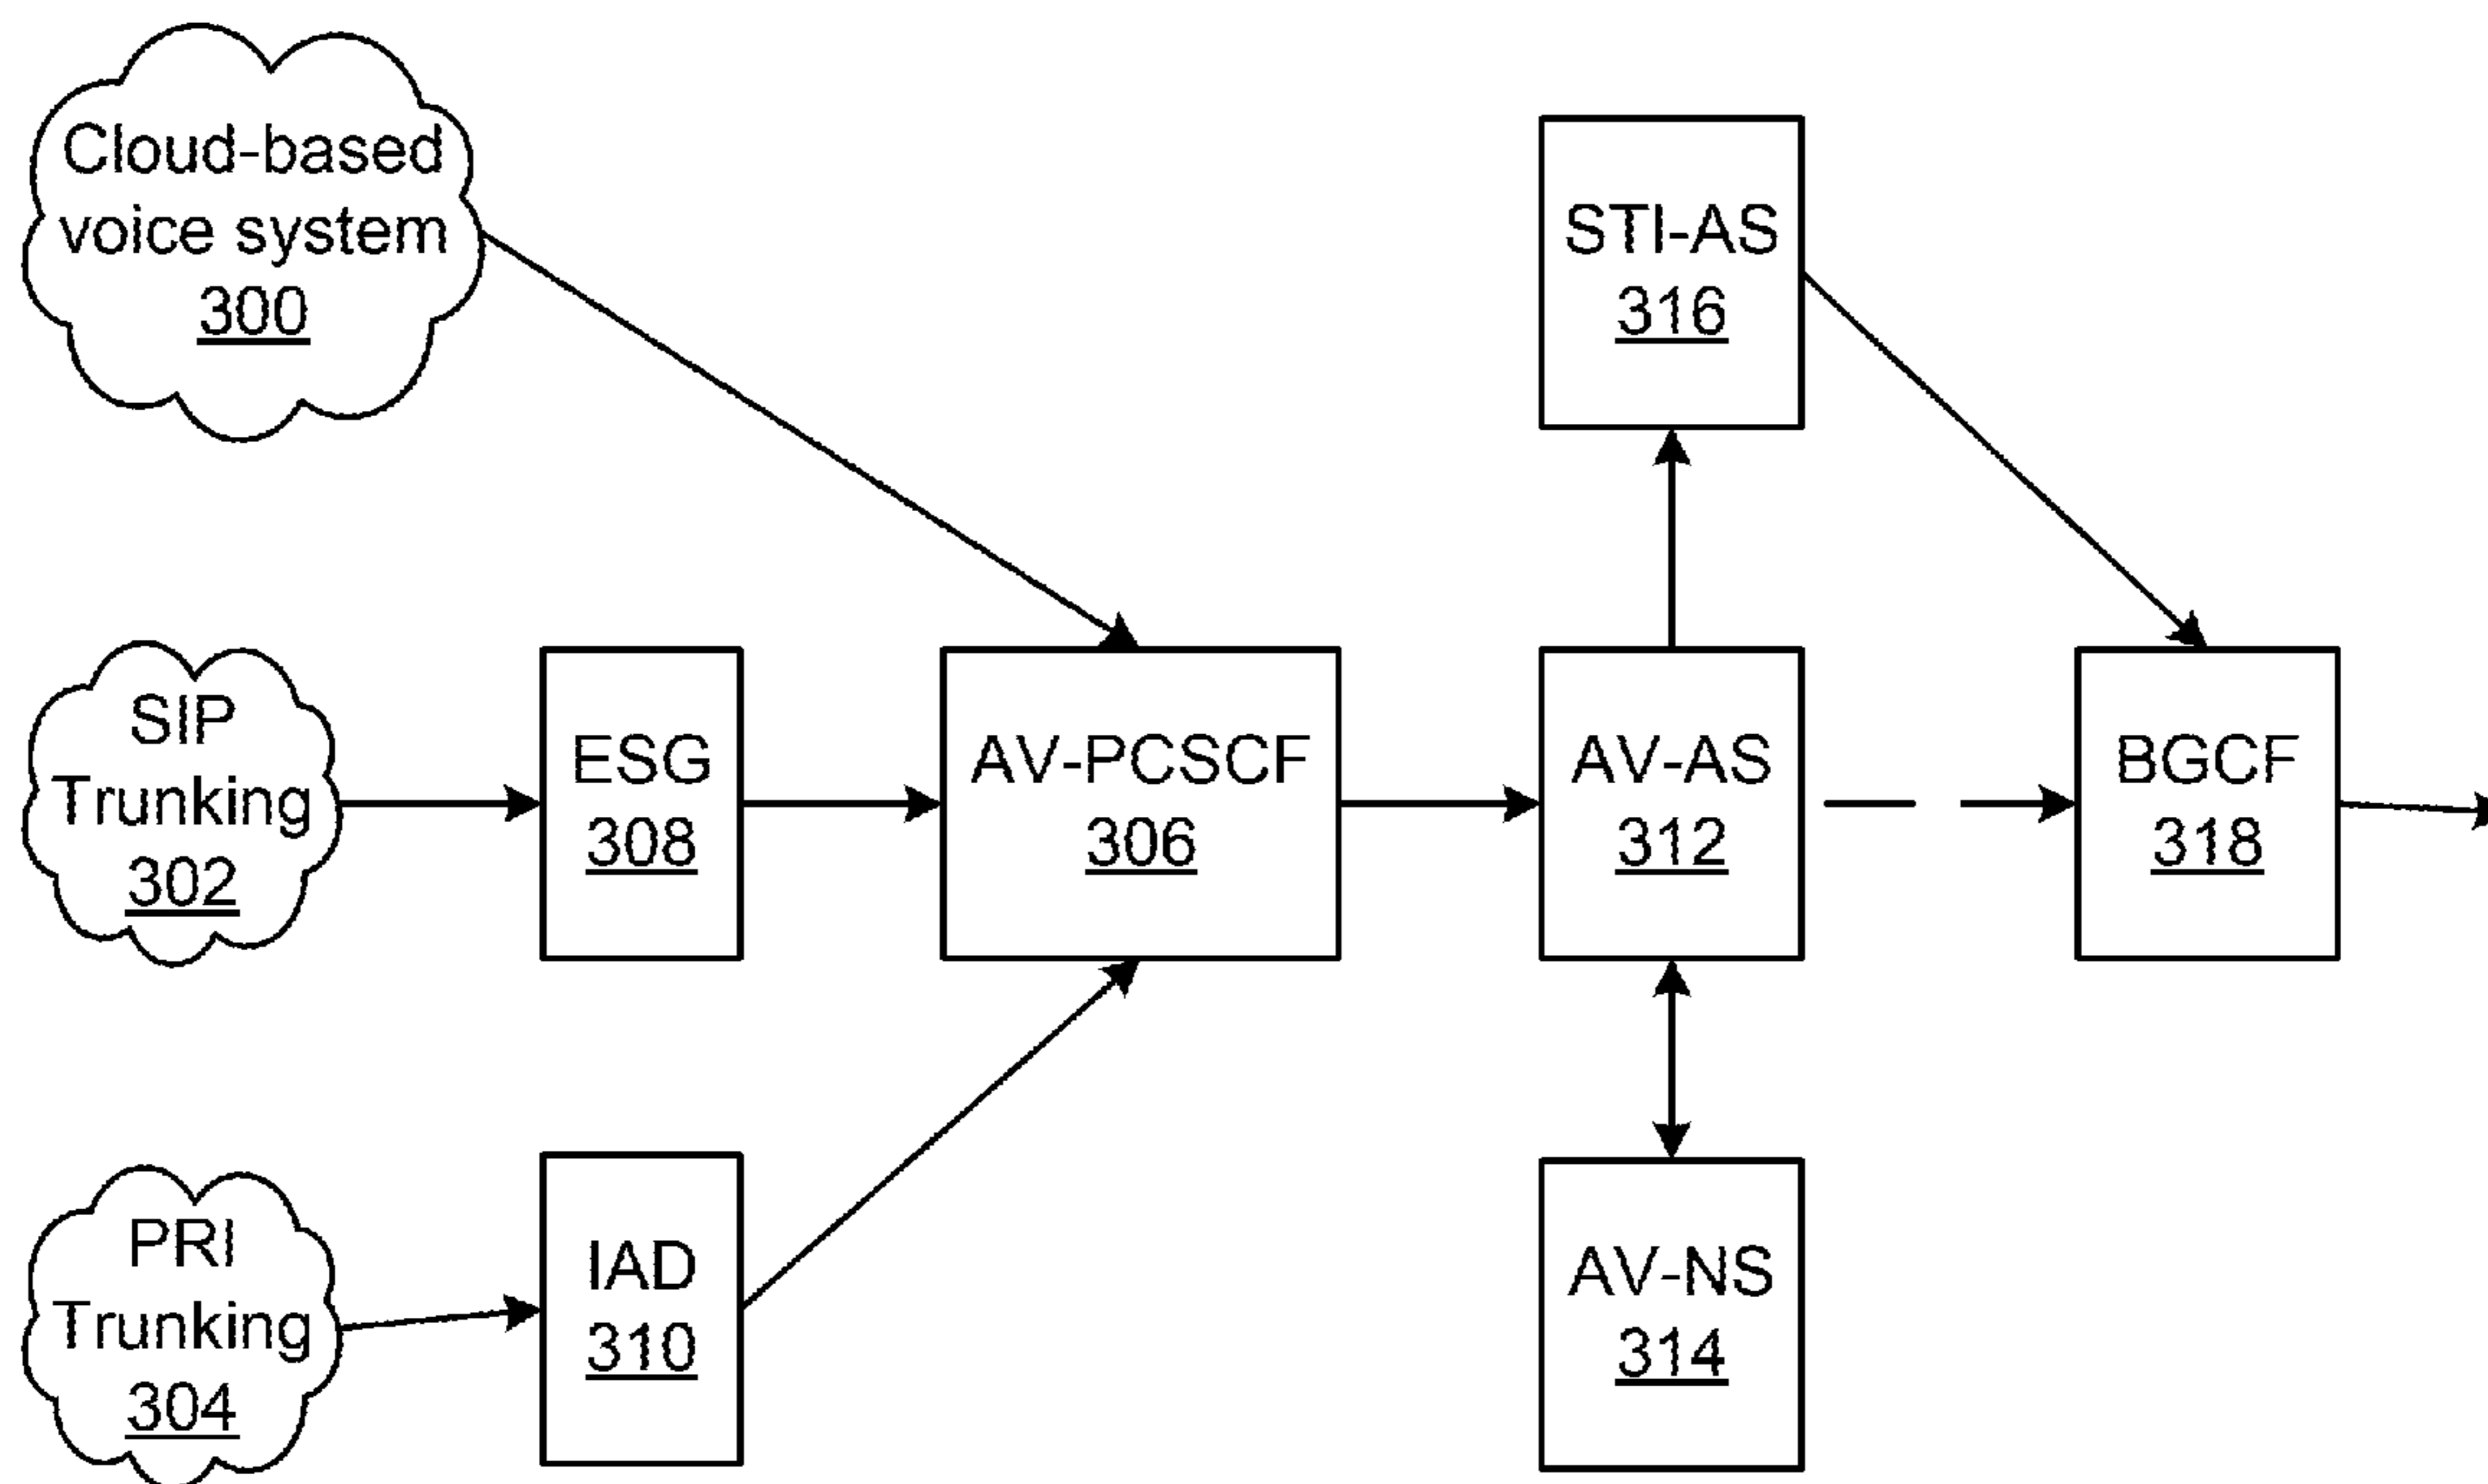 Cloud-based
voice system
300
STI-AS
316
SIP
Trunking
302
ESG
308
AV-PCSCF
306
AV-AS
312
BGCF
318
PRI
Trunking
304
IAD
310
AV-NS
314